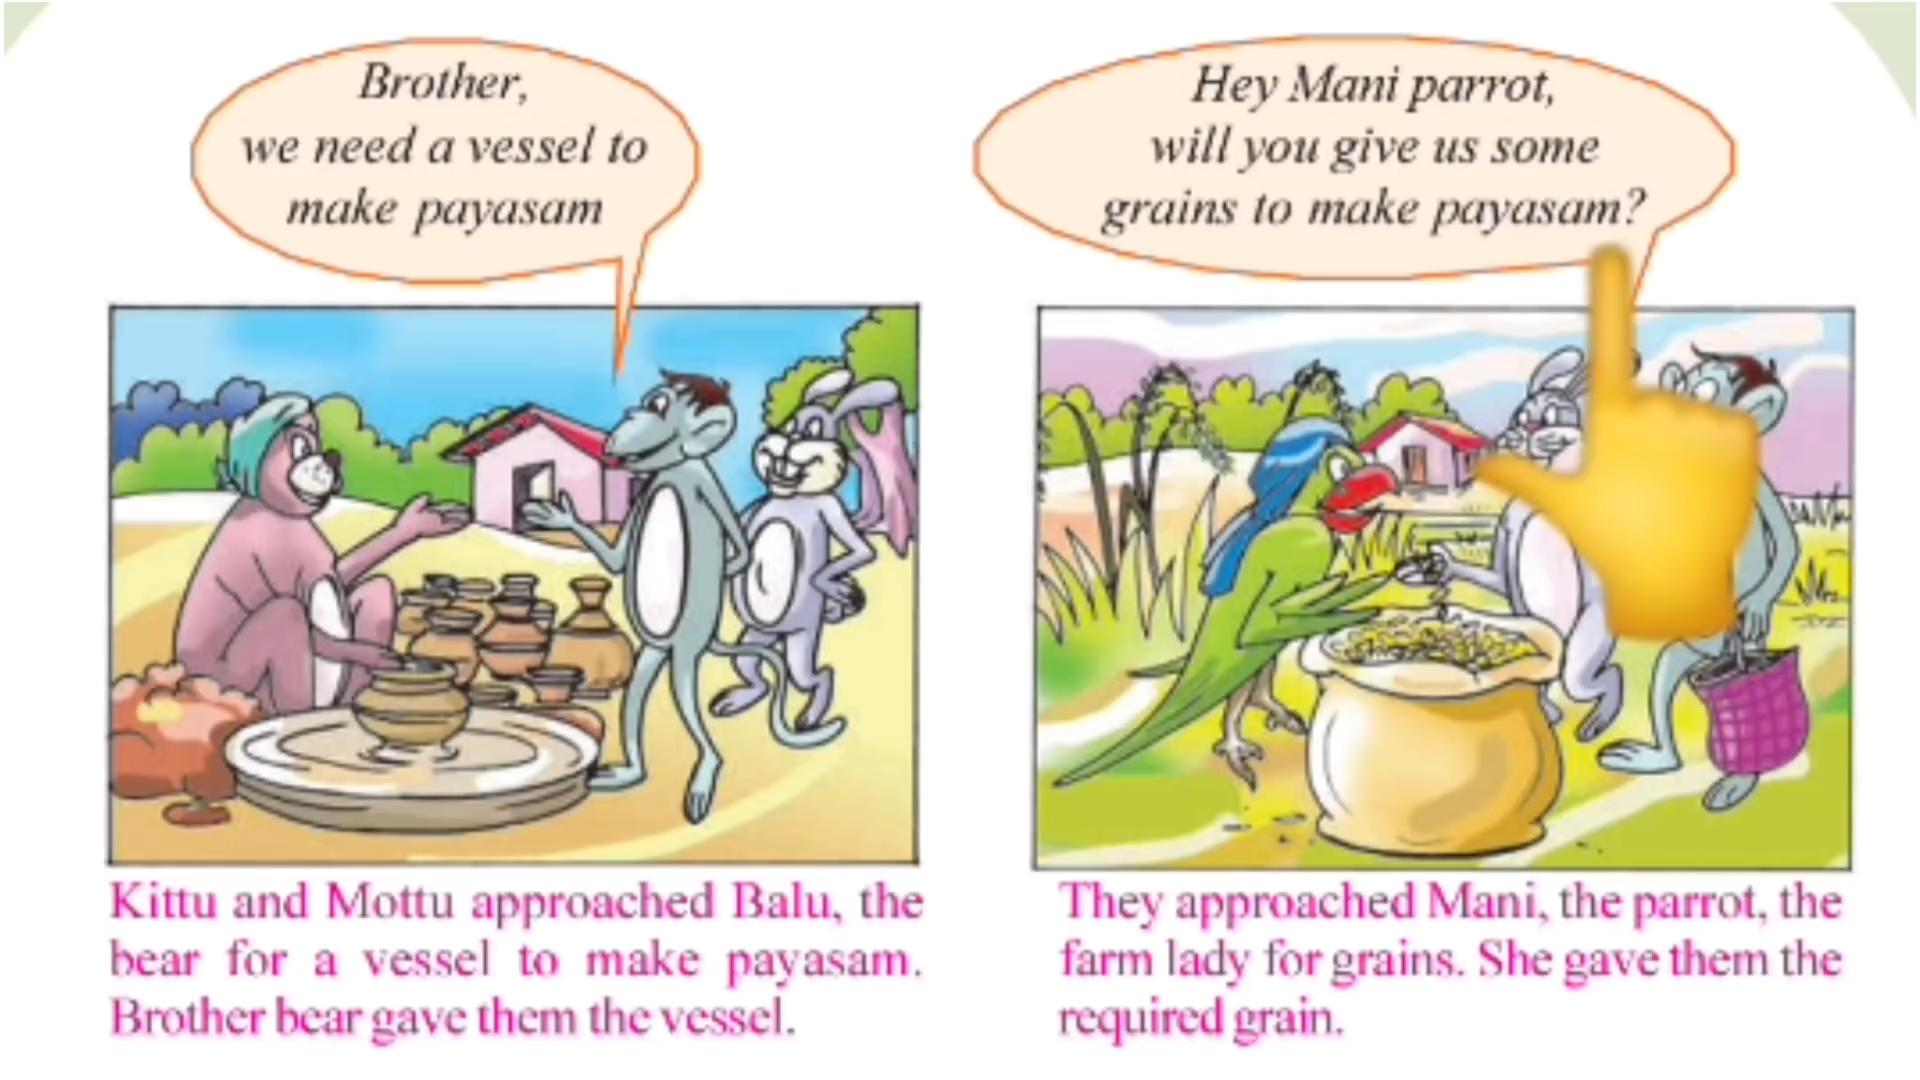 Brother,
we need a vessel to
make payasam
Hey Mani parrot,
will you give us some
grains to make payasam?
Kittu and Mottu approached Balu, the
bear for a vessel to make payasam.
Brother bear gave them the vessel.
They approached Mani, the parrot, the
farm lady for grains. She gave them the
required grain.